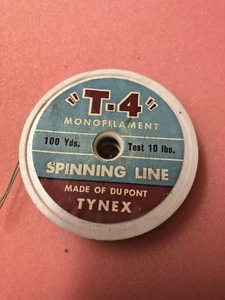 "T-4"
MONOFILAMENT
100 Yds. Test 10 lbs.
SPINNING LINE
MADE OF DU PONT
TYNEX